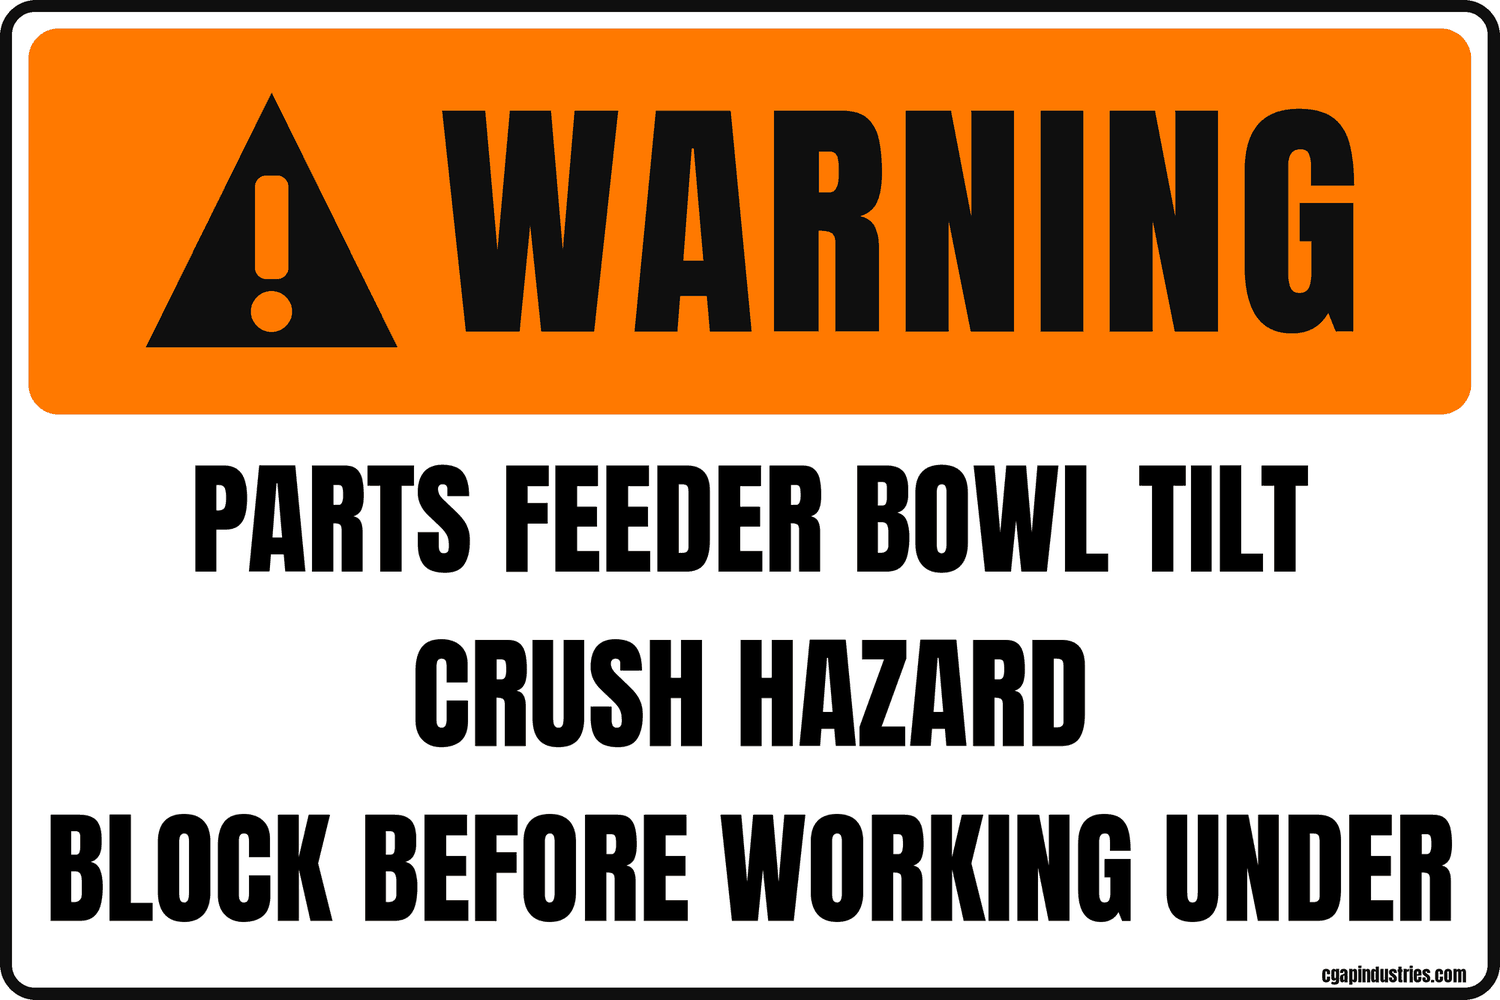 WARNING
PARTS FEEDER BOWL TILT
CRUSH HAZARD
BLOCK BEFORE WORKING UNDER
cgapindustries.com